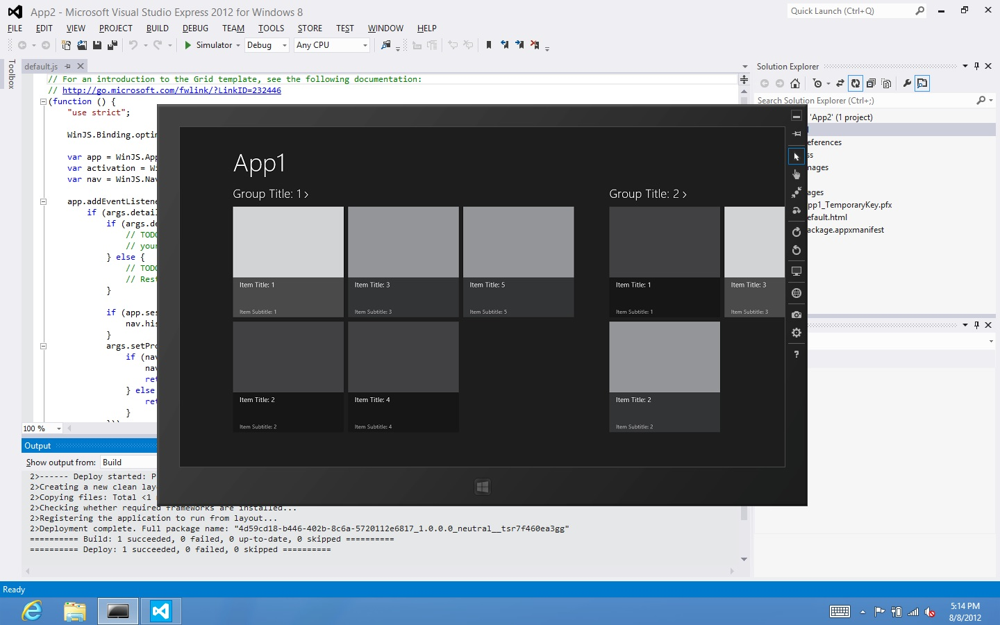 App2 - Microsoft Visual Studio Express 2012 for Windows 8
Quick Launch (Ctrl+Q)
FILE EDIT VIEW PROJECT BUILD DEBUG TEAM TOOLS STORE TEST WINDOW HELP
Simulator Debug Any CPU
Toolbox
default.js
// For an introduction to the Grid template, see the following documentation:
// http://go.microsoft.com/fwlink/?LinkID=232446
(function () {
"use strict";
WinJS.Binding.optim
var app = WinJS.App
var activation = Wi
var nav = WinJS.Nav
app.addEventListene
if (args.detail
if (args.de
// TODO
// your
} else {
// TODO
// Rest
}
if (app.ses
nav.his
}
args.setPro
if (nav
nav
ret
} else
ret
}
}));
100 %
App1
Group Title: 1 ›
Item Title: 1
Item Subtitle: 1
Item Title: 3
Item Subtitle: 3
Item Title: 5
Item Subtitle: 5
Item Title: 2
Item Subtitle: 2
Item Title: 4
Item Subtitle: 4
Group Title: 2 ›
Item Title: 1
Item Subtitle: 1
Item Title: 3
Item Subtitle: 3
Item Title: 2
Item Subtitle: 2
?
Solution Explorer
Search Solution Explorer (Ctrl+;)
'App2' (1 project)
eferences
ss
mages
ages
pp1_TemporaryKey.pfx
efault.html
ackage.appxmanifest
Output
Show output from: Build
2>------ Deploy started: P
2>Creating a new clean layo
2>Copying files: Total <1 m
2>Checking whether required frameworks are installed...
2>Registering the application to run from layout...
2>Deployment complete. Full package name: "4d59cd18-b446-402b-8c6a-5720112e6817_1.0.0.0_neutral__tsr7f460ea3gg"
========== Build: 1 succeeded, 0 failed, 0 up-to-date, 0 skipped ==========
========== Deploy: 1 succeeded, 0 failed, 0 skipped ==========
Ready
5:14 PM
8/8/2012